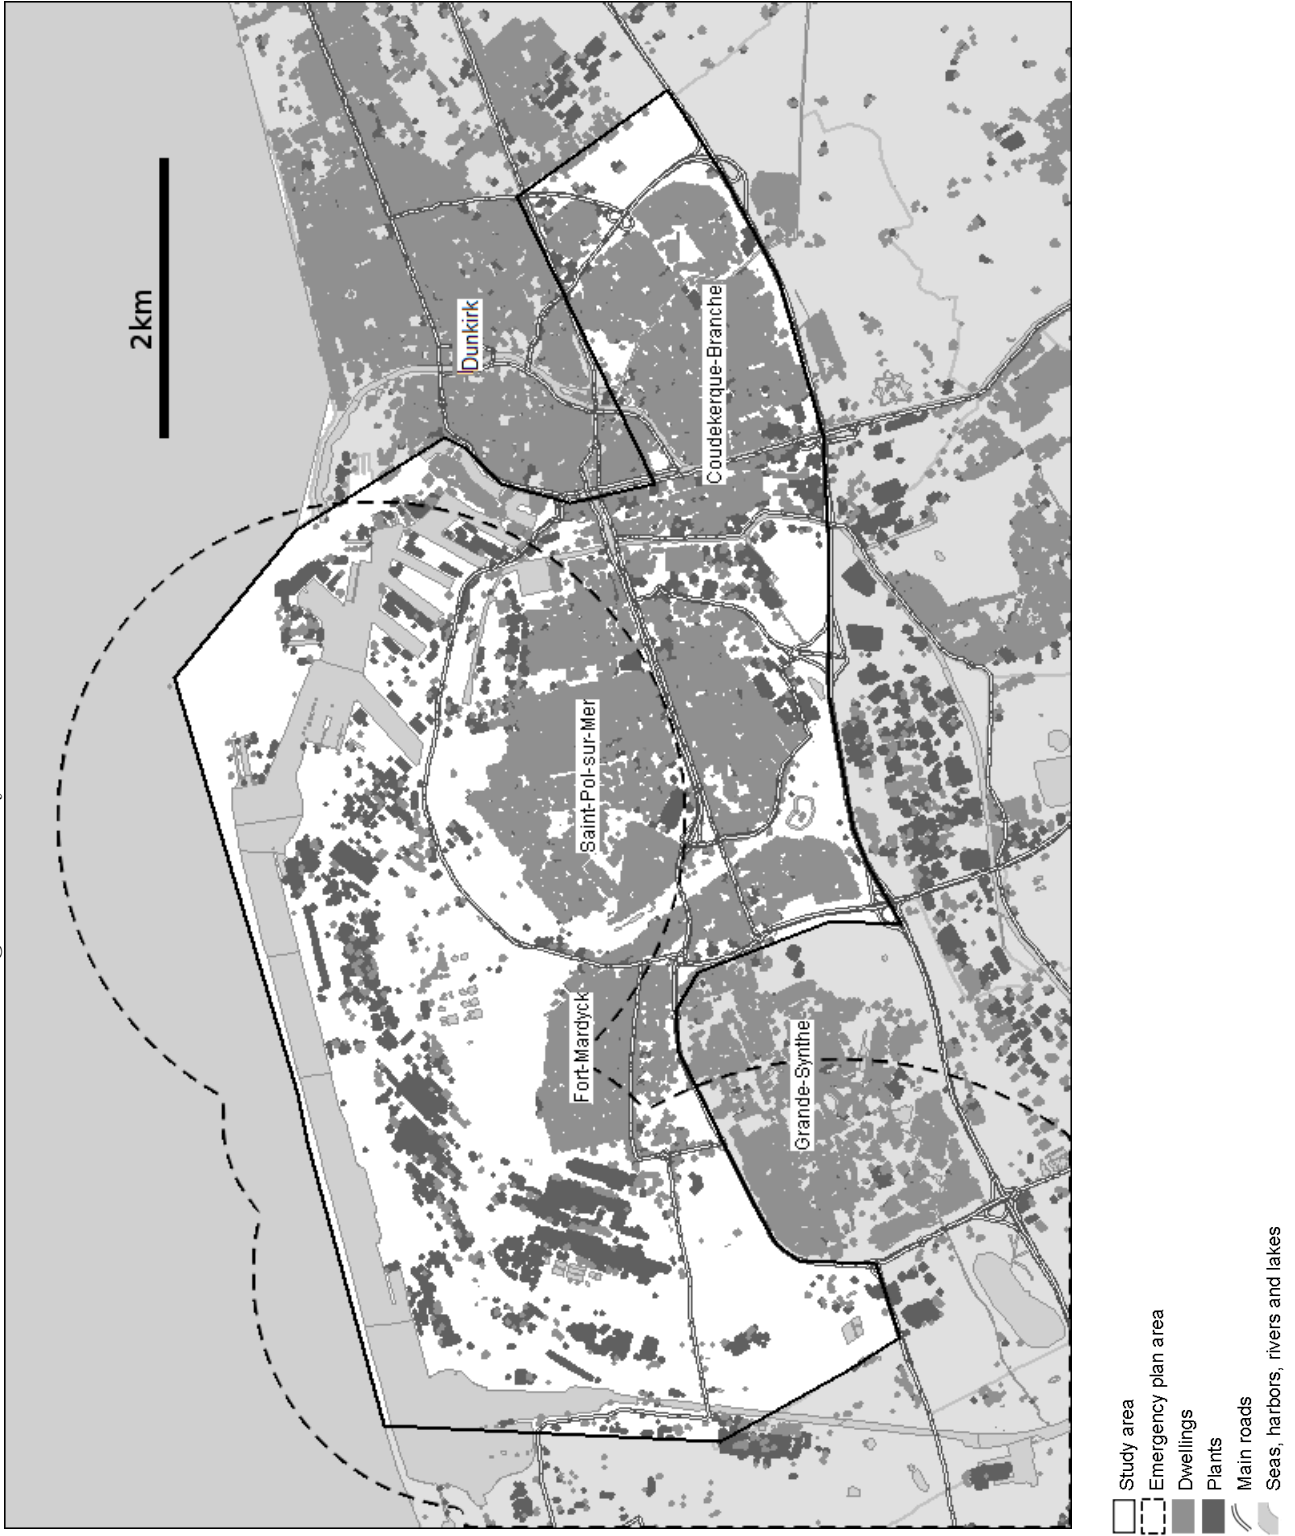 2km
Dunkirk
Coudekerque-Branche
Saint-Pol-sur-Mer
Fort-Mardyck
Grande-Synthe
Study area
Emergency plan area
Dwellings
Plants
Main roads
Seas, harbors, rivers and lakes